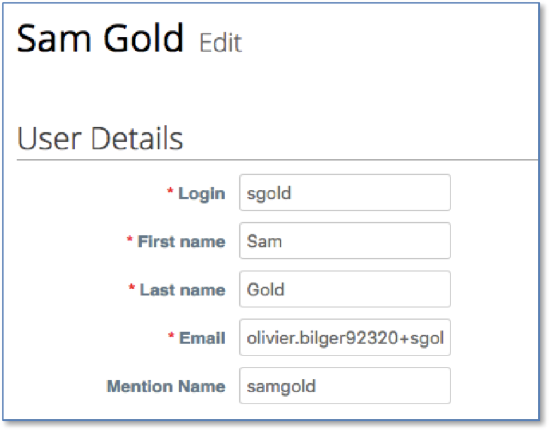 Sam Gold Edit
User Details
* Login sgold
* First name Sam
* Last name Gold
* Email olivier.bilger92320+sgol
Mention Name samgold